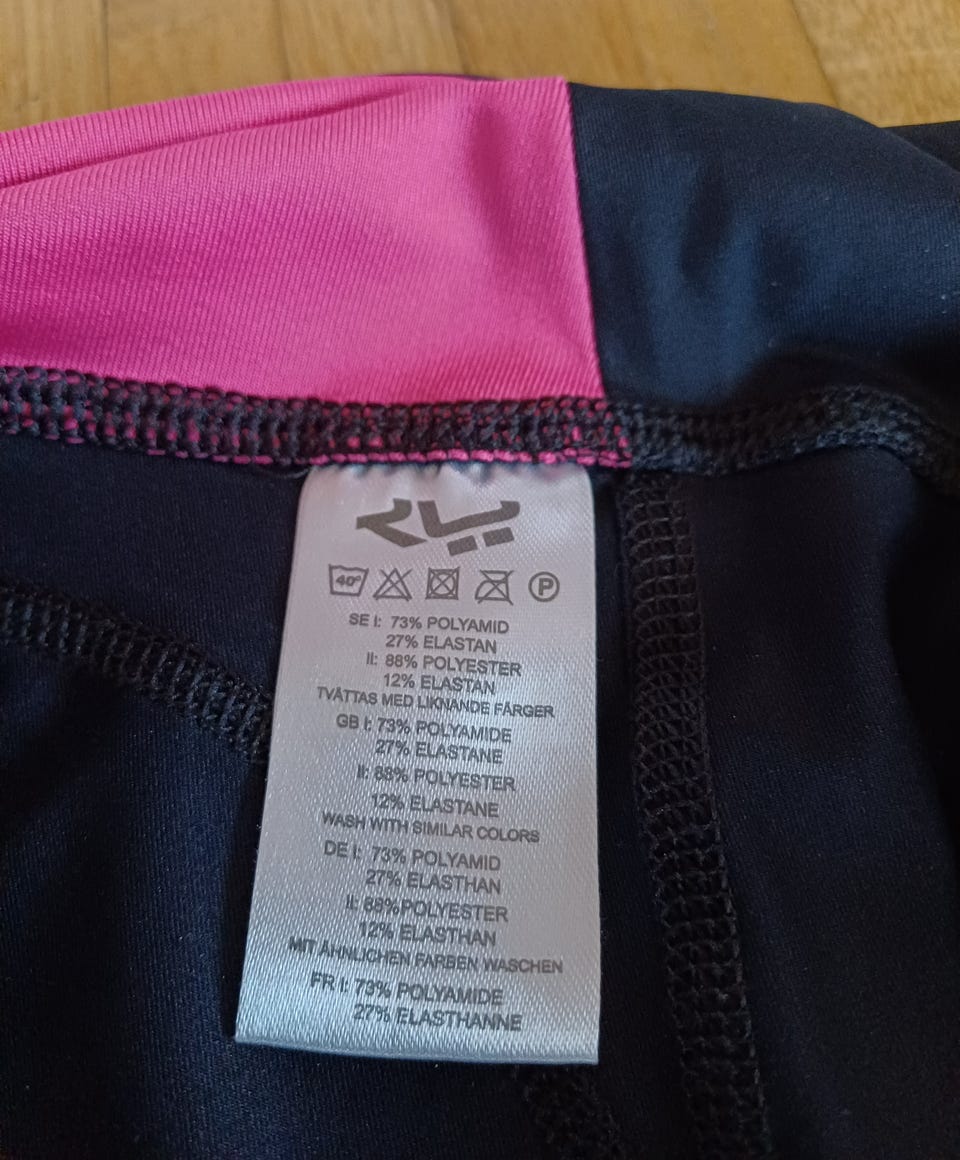 40°
P
SE I: 73% POLYAMID
27% ELASTAN
II: 88% POLYESTER
12% ELASTAN
TVÄTTAS MED LIKNANDE FÄRGER
GB I: 73% POLYAMIDE
27% ELASTANE
II: 88% POLYESTER
12% ELASTANE
WASH WITH SIMILAR COLORS
DE I: 73% POLYAMID
27% ELASTHAN
II: 88%POLYESTER
12% ELASTHAN
MIT ÄHNLICHEN FARBEN WASCHEN
FR I: 73% POLYAMIDE
27% ELASTHANNE